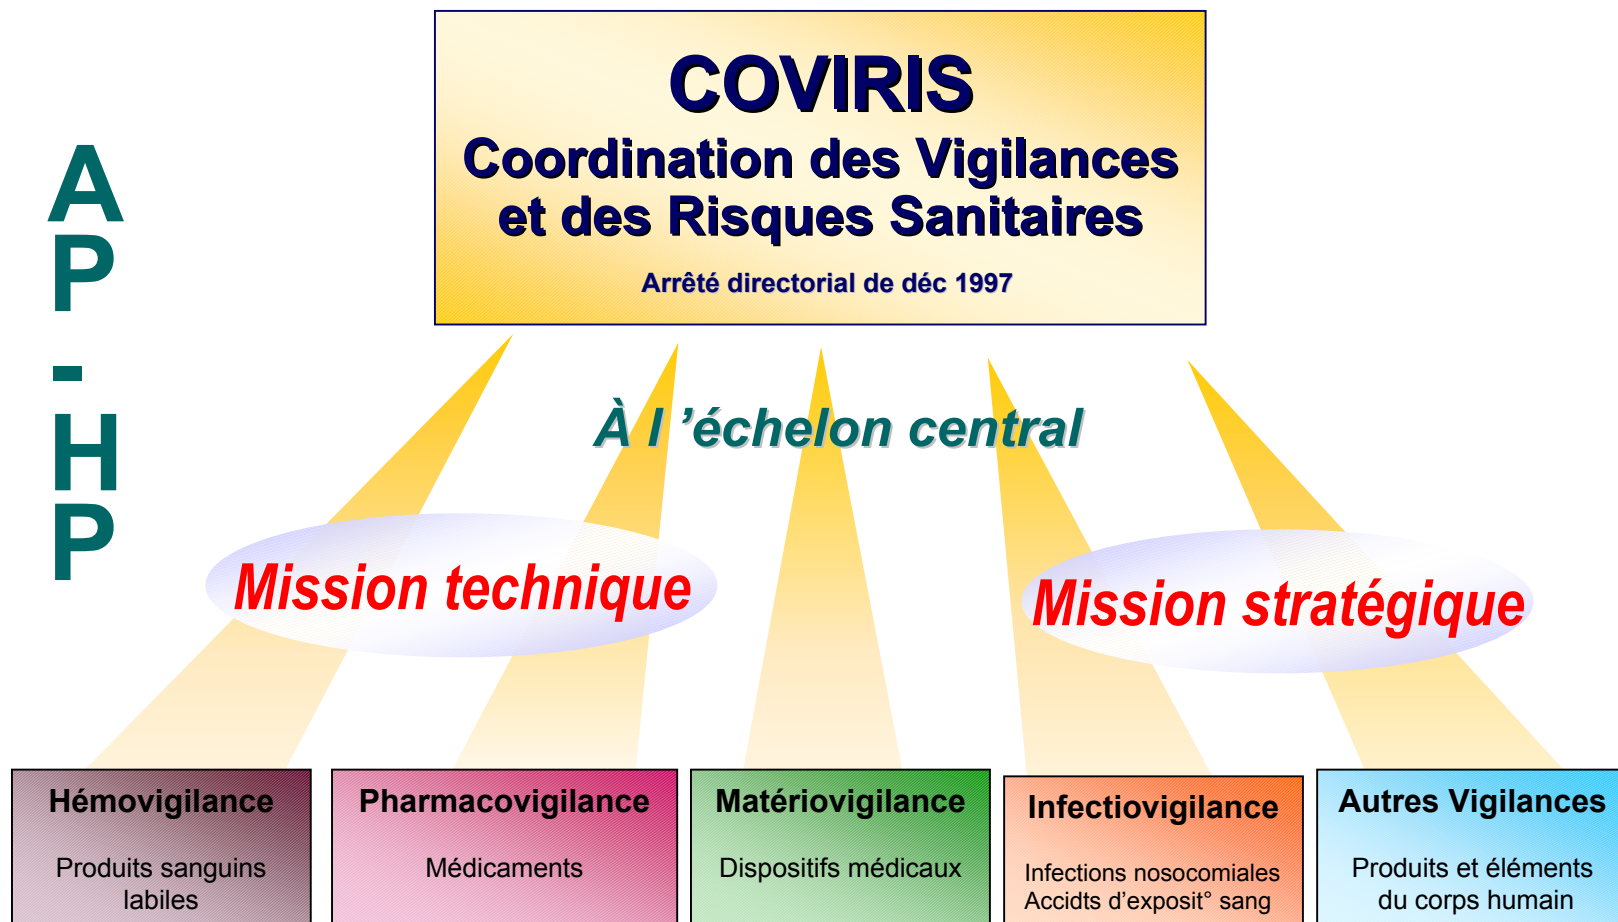 COVIRIS
Coordination des Vigilances
et des Risques Sanitaires
Arrêté directorial de déc 1997
A
P
-
H
P
À l ’échelon central
Mission technique
Mission stratégique
Hémovigilance
Produits sanguins
labiles
Pharmacovigilance
Médicaments
Matériovigilance
Dispositifs médicaux
Infectiovigilance
Infections nosocomiales
Accidts d'exposit° sang
Autres Vigilances
Produits et éléments
du corps humain